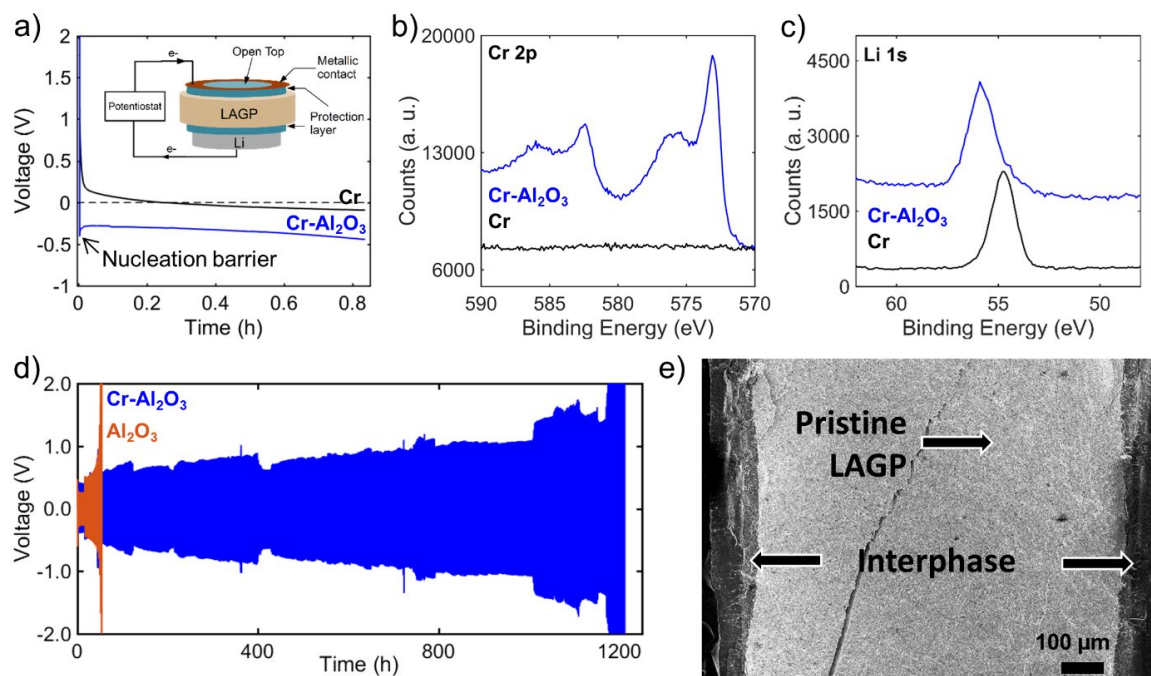 a)
2
1.5
1
0.5
0
-0.5
-1
Voltage (V)
0 0.2 0.4 0.6 0.8
Time (h)
e-
Open Top
Metallic contact
Potentiostat
LAGP
Protection layer
Li
e-
Cr
Cr-Al₂O₃
Nucleation barrier
b)
Cr 2p
20000
13000
6000
Counts (a. u.)
Cr-Al₂O₃
Cr
590 585 580 575 570
Binding Energy (eV)
c)
Li 1s
4500
3000
1500
0
Counts (a. u.)
Cr-Al₂O₃
Cr
60 55 50
Binding Energy (eV)
d)
Cr-Al₂O₃
Al₂O₃
2.0
1.0
0.0
-1.0
-2.0
Voltage (V)
0 400 800 1200
Time (h)
e)
Pristine
LAGP
Interphase
100 µm